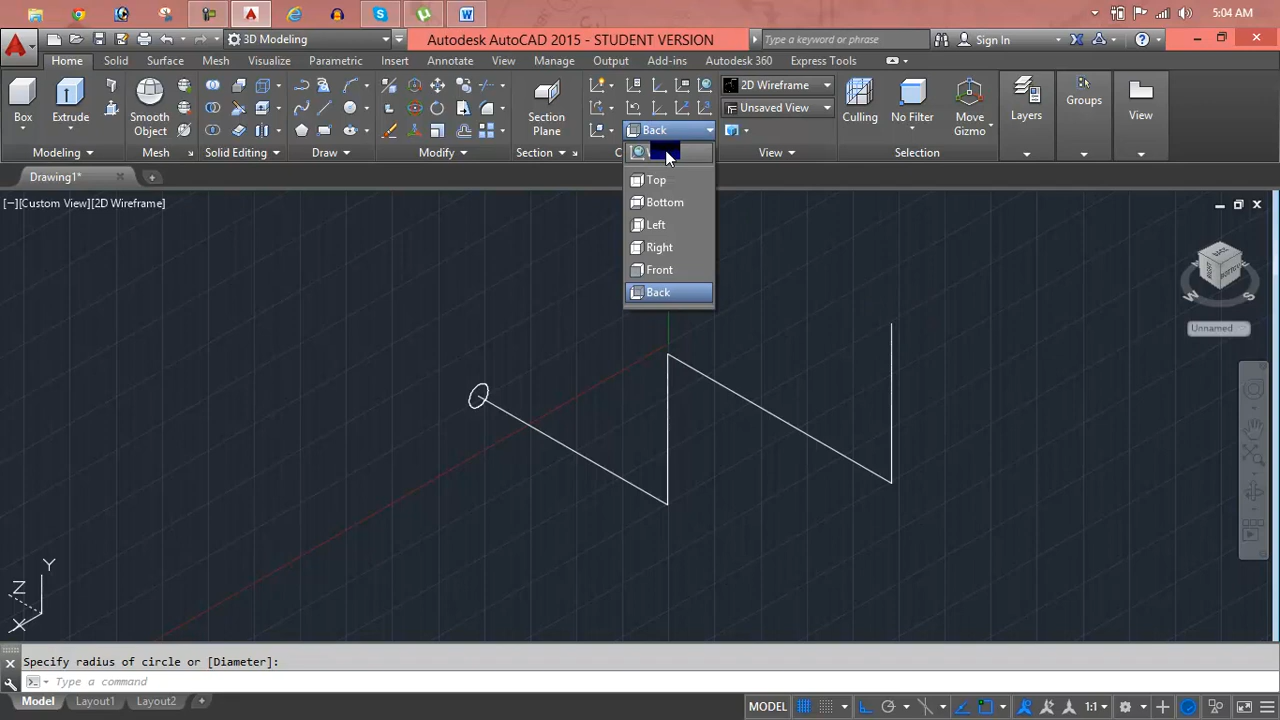 5:04 AM
3D Modeling
Autodesk AutoCAD 2015 - STUDENT VERSION
Type a keyword or phrase
Sign In
Home Solid Surface Mesh Visualize Parametric Insert Annotate View Manage Output Add-ins Autodesk 360 Express Tools
Box
Extrude
Smooth
Object
Section
Plane
Back
2D Wireframe
Unsaved View
Culling
No Filter
Move
Gizmo
Layers
Groups
View
Modeling
Mesh
Draw
Modify
Section
View
Selection
Drawing1*
Top
Bottom
Left
Right
Front
Back
[−][Custom View][2D Wireframe]
BACK
RIGHT
W
S
Unnamed
Y
Z
X
Specify radius of circle or [Diameter]:
Type a command
Model Layout1 Layout2
MODEL
1:1